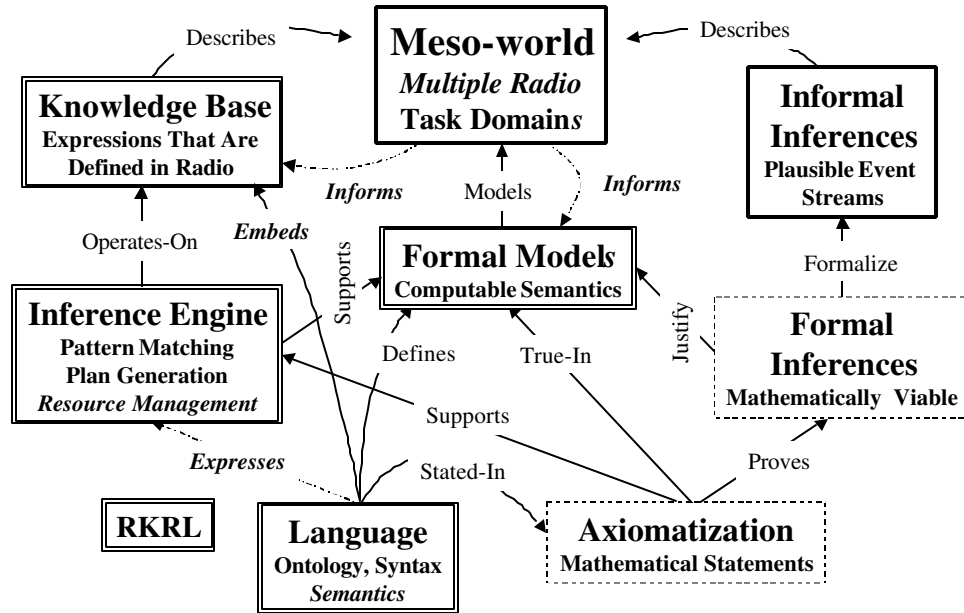 Describes
Meso-world
Multiple Radio
Task Domains
Describes
Knowledge Base
Expressions That Are
Defined in Radio
Informal
Inferences
Plausible Event
Streams
Informs
Models
Informs
Operates-On
Embeds
Supports
Formal Models
Computable Semantics
Formalize
Inference Engine
Pattern Matching
Plan Generation
Resource Management
Defines
True-In
Justify
Formal
Inferences
Mathematically Viable
Supports
Expresses
Stated-In
Proves
RKRL
Language
Ontology, Syntax
Semantics
Axiomatization
Mathematical Statements